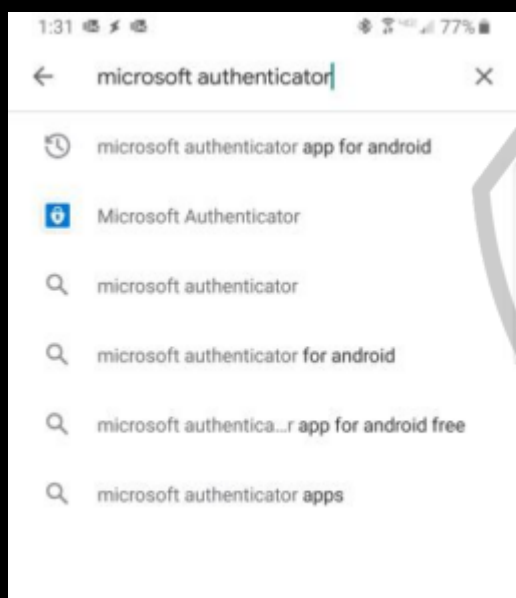 1:31 77%
microsoft authenticator
microsoft authenticator app for android
Microsoft Authenticator
microsoft authenticator
microsoft authenticator for android
microsoft authentica...r app for android free
microsoft authenticator apps